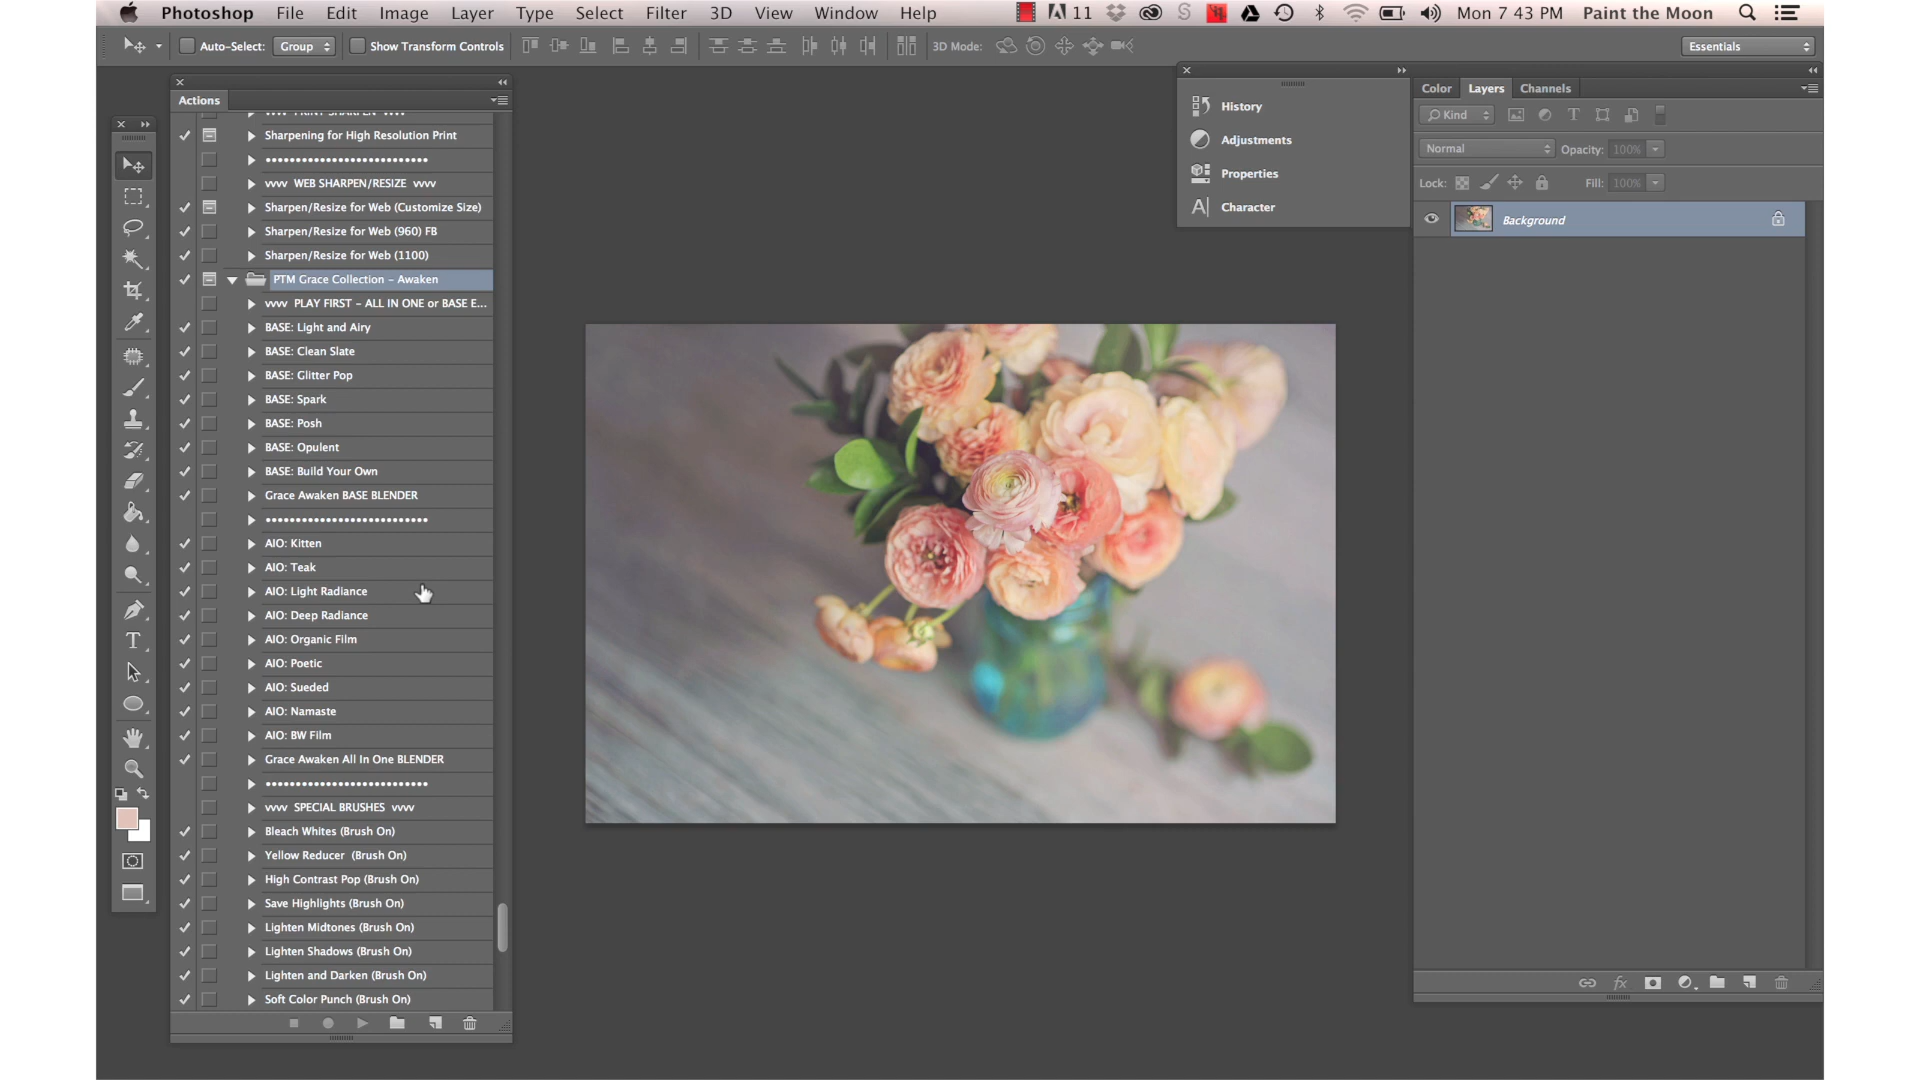 Photoshop File Edit Image Layer Type Select Filter 3D View Window Help 11 Mon 7 43 PM Paint the Moon
Auto-Select: Group Show Transform Controls 3D Mode: Essentials
Actions
Sharpening for High Resolution Print
••••••••••••••••••••••••••••
vvvv WEB SHARPEN/RESIZE vvvv
Sharpen/Resize for Web (Customize Size)
Sharpen/Resize for Web (960) FB
Sharpen/Resize for Web (1100)
PTM Grace Collection - Awaken
vvvv PLAY FIRST - ALL IN ONE or BASE E...
BASE: Light and Airy
BASE: Clean Slate
BASE: Glitter Pop
BASE: Spark
BASE: Posh
BASE: Opulent
BASE: Build Your Own
Grace Awaken BASE BLENDER
••••••••••••••••••••••••••••
AIO: Kitten
AIO: Teak
AIO: Light Radiance
AIO: Deep Radiance
AIO: Organic Film
AIO: Poetic
AIO: Sueded
AIO: Namaste
AIO: BW Film
Grace Awaken All In One BLENDER
••••••••••••••••••••••••••••
vvvv SPECIAL BRUSHES vvvv
Bleach Whites (Brush On)
Yellow Reducer (Brush On)
High Contrast Pop (Brush On)
Save Highlights (Brush On)
Lighten Midtones (Brush On)
Lighten Shadows (Brush On)
Lighten and Darken (Brush On)
Soft Color Punch (Brush On)
History
Adjustments
Properties
Character
Color Layers Channels
Kind
Normal Opacity: 100%
Lock: Fill: 100%
Background